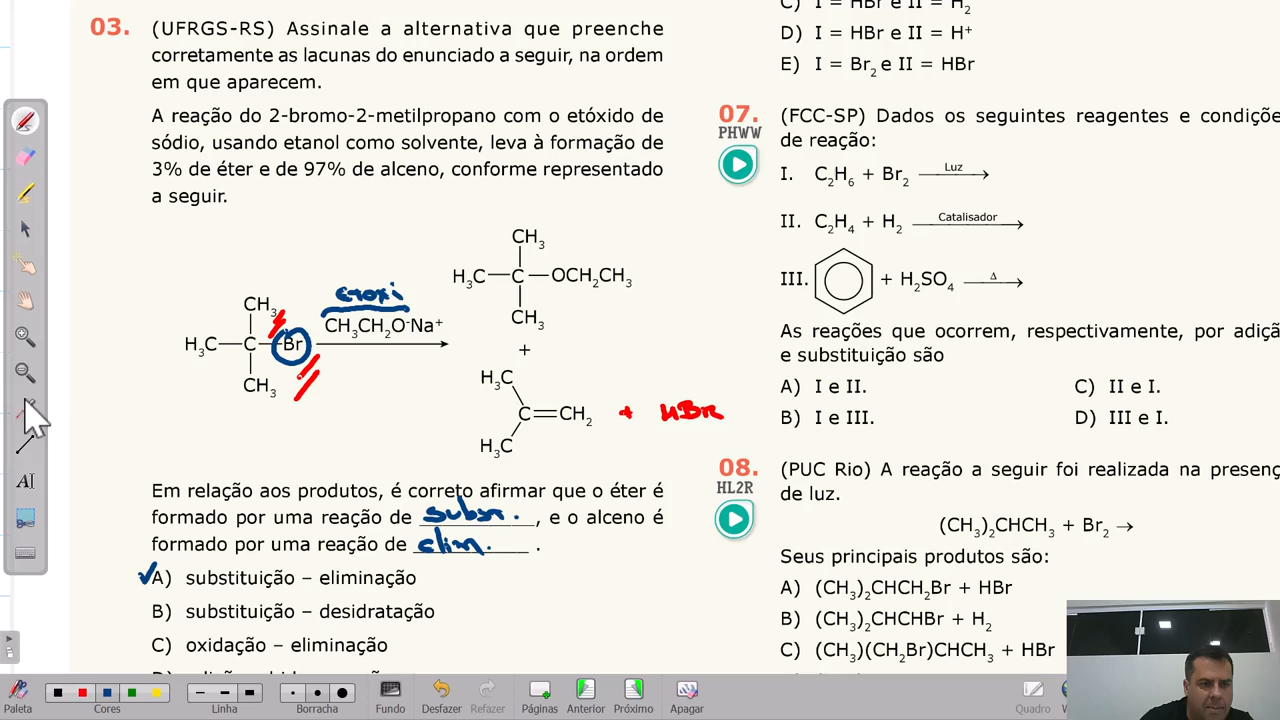 03. (UFRGS-RS) Assinale a alternativa que preenche
corretamente as lacunas do enunciado a seguir, na ordem
em que aparecem.
A reação do 2-bromo-2-metilpropano com o etóxido de
sódio, usando etanol como solvente, leva à formação de
3% de éter e de 97% de alceno, conforme representado
a seguir.
CH3
H3C—C—OCH2CH3
CH3
etoxi
CH3
CH3CH2O-Na+
H3C—C—Br
CH3
+
H3C
C=CH2 + HBr
H3C
Em relação aos produtos, é correto afirmar que o éter é
formado por uma reação de subst. , e o alceno é
formado por uma reação de elim. .
A) substituição – eliminação
B) substituição – desidratação
C) oxidação – eliminação
C) I = HBr e II = H2
D) I = HBr e II = H+
E) I = Br2 e II = HBr
07. (FCC-SP) Dados os seguintes reagentes e
PHWW
de reação:
I. C2H6 + Br2 Luz
II. C2H4 + H2 Catalisador
III. + H2SO4 Δ
As reações que ocorrem, respectivamente, por
e substituição são
A) I e II. C) II e I.
B) I e III. D) III e I.
08. (PUC Rio) A reação a seguir foi realizada na
HL2R
de luz.
(CH3)2CHCH3 + Br2 →
Seus principais produtos são:
A) (CH3)2CHCH2Br + HBr
B) (CH3)2CHCHBr + H2
C) (CH3)(CH2Br)CHCH3 + HBr
AI
Paleta Cores Linha Borracha Fundo Desfazer Refazer Páginas Anterior Próximo Apagar Quadro